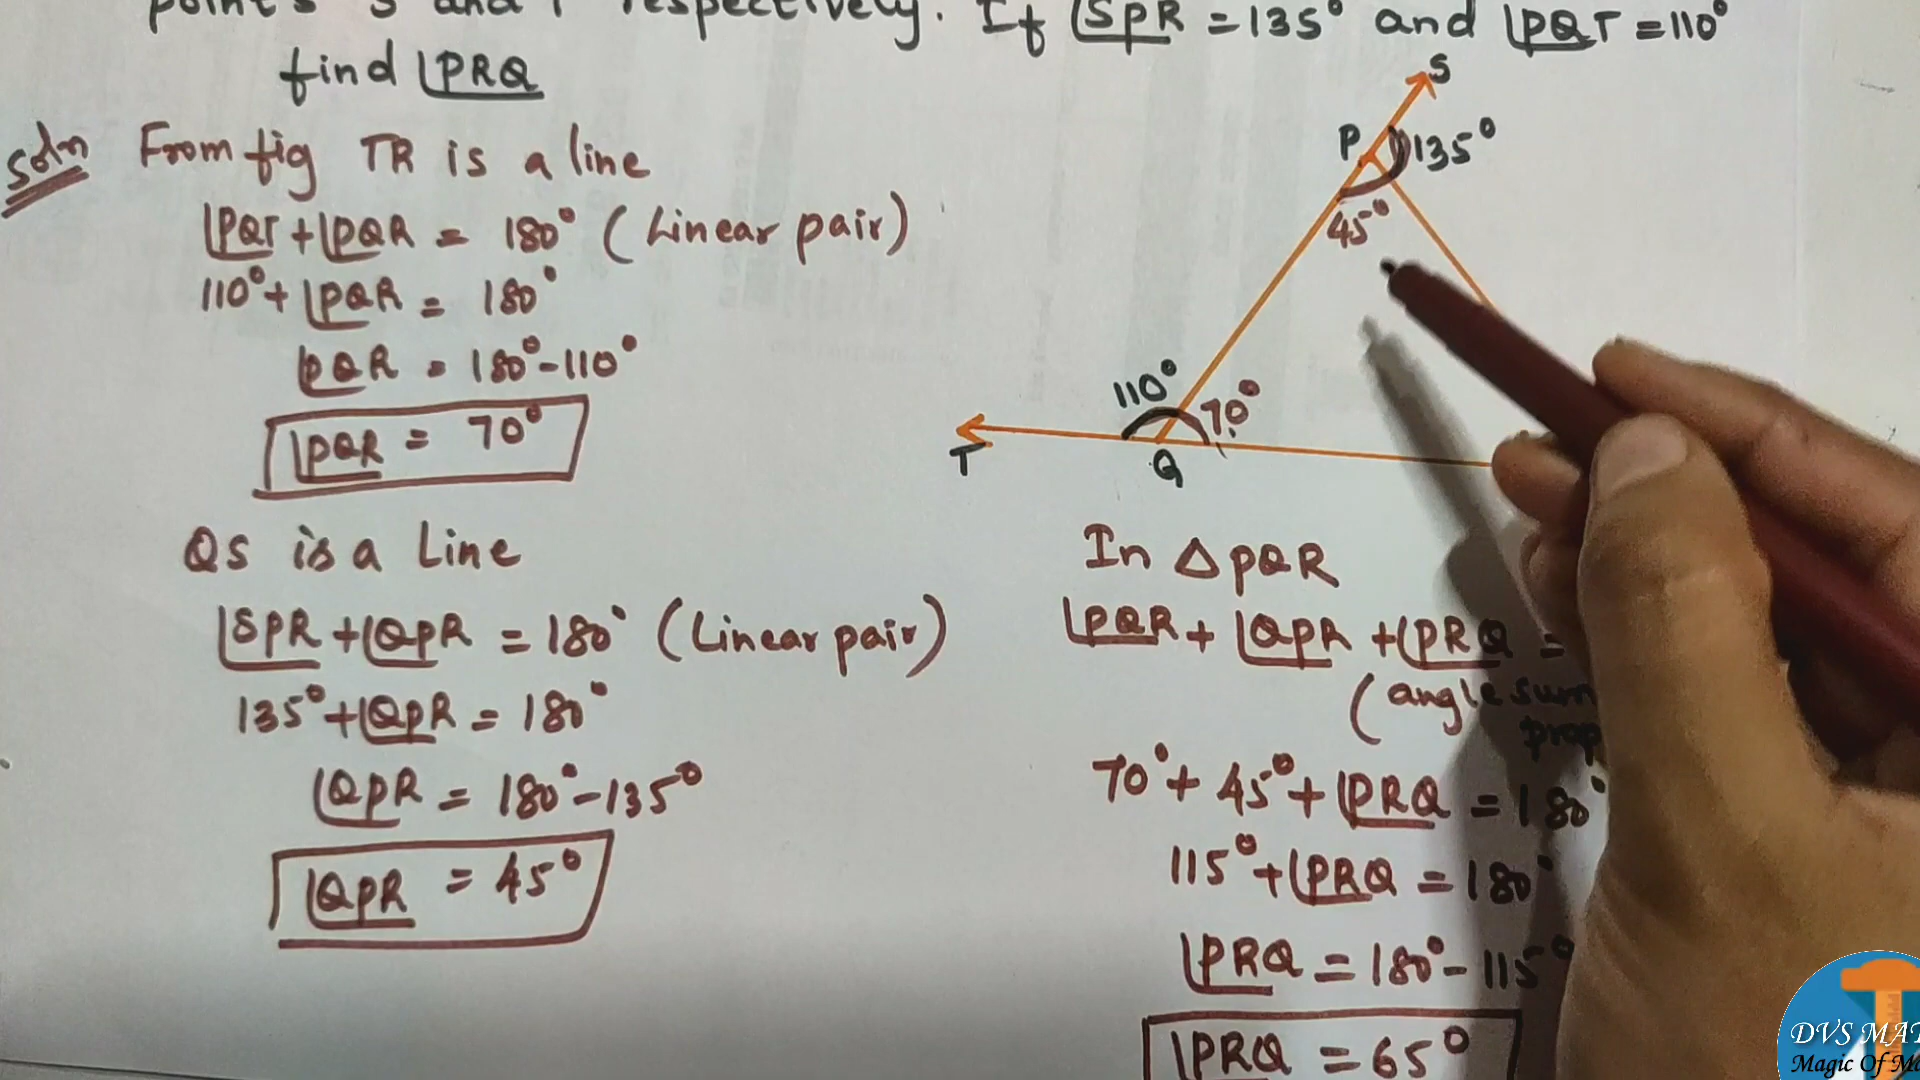 points S and T respectively. If ∠SPR = 135° and ∠PQT = 110°
find ∠PRQ
Soln From fig TR is a line
∠PQT + ∠PQR = 180° (Linear pair)
110° + ∠PQR = 180°
∠PQR = 180° - 110°
∠PQR = 70°
QS is a Line
∠SPR + ∠QPR = 180° (Linear pair)
135° + ∠QPR = 180°
∠QPR = 180° - 135°
∠QPR = 45°
S
P 135°
45°
110° 70°
T Q
In △PQR
∠PQR + ∠QPR + ∠PRQ =
(angle sum
70° + 45° + ∠PRQ = 180°
115° + ∠PRQ = 180°
∠PRQ = 180° - 115°
∠PRQ = 65°
DVS MA
Magic Of M